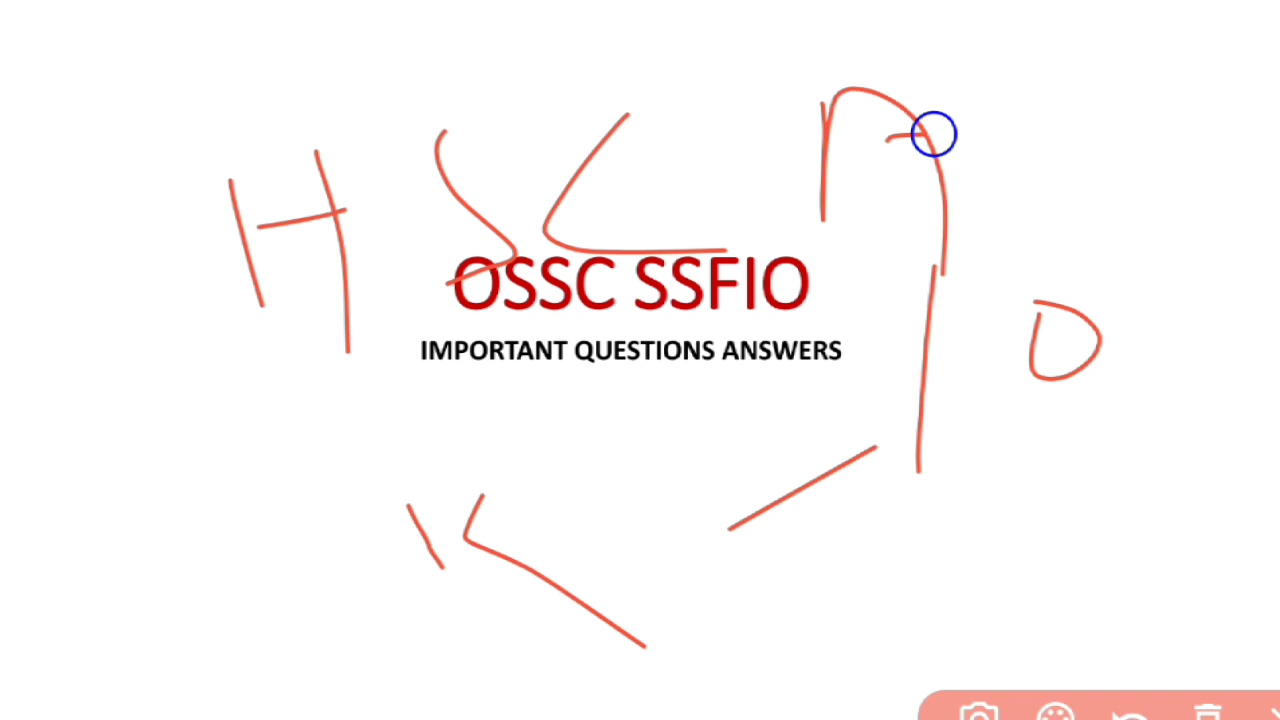 H S C
OSSC SSFIO
IMPORTANT QUESTIONS ANSWERS
D
K